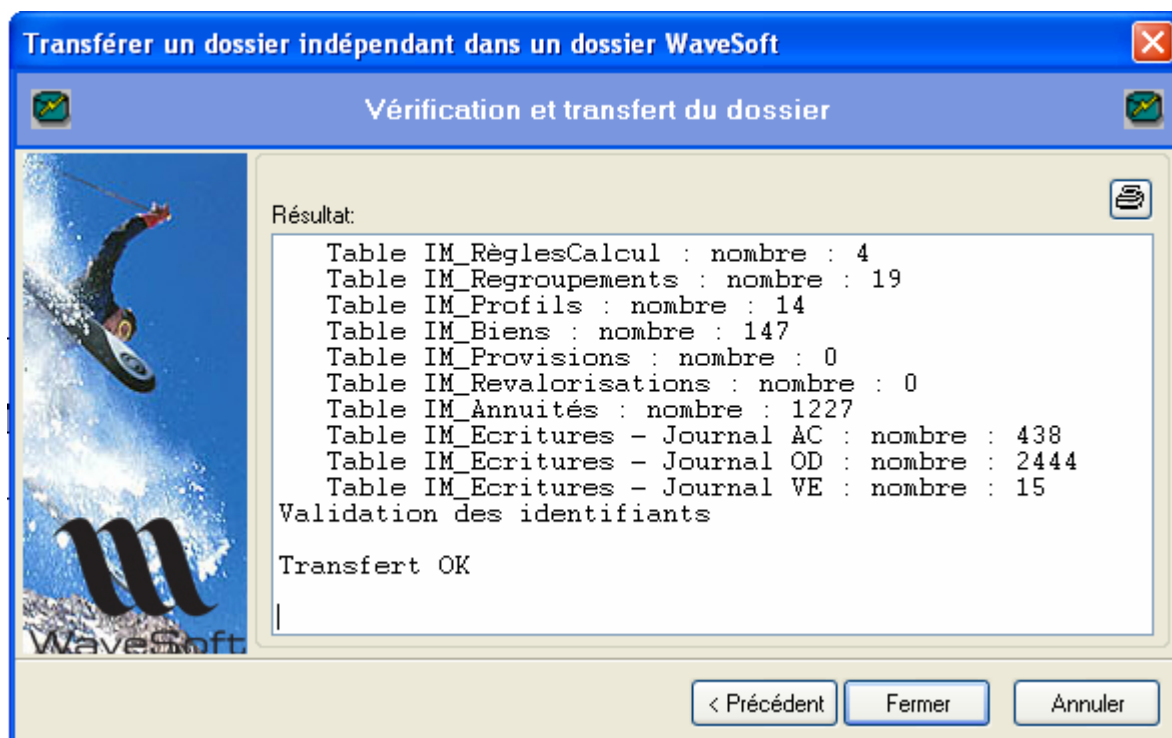 Transférer un dossier indépendant dans un dossier WaveSoft
Vérification et transfert du dossier
Résultat:
Table IM_RèglesCalcul : nombre : 4
Table IM_Regroupements : nombre : 19
Table IM_Profils : nombre : 14
Table IM_Biens : nombre : 147
Table IM_Provisions : nombre : 0
Table IM_Revalorisations : nombre : 0
Table IM_Annuités : nombre : 1227
Table IM_Ecritures - Journal AC : nombre : 438
Table IM_Ecritures - Journal OD : nombre : 2444
Table IM_Ecritures - Journal VE : nombre : 15
Validation des identifiants
Transfert OK
WaveSoft
< Précédent
Fermer
Annuler